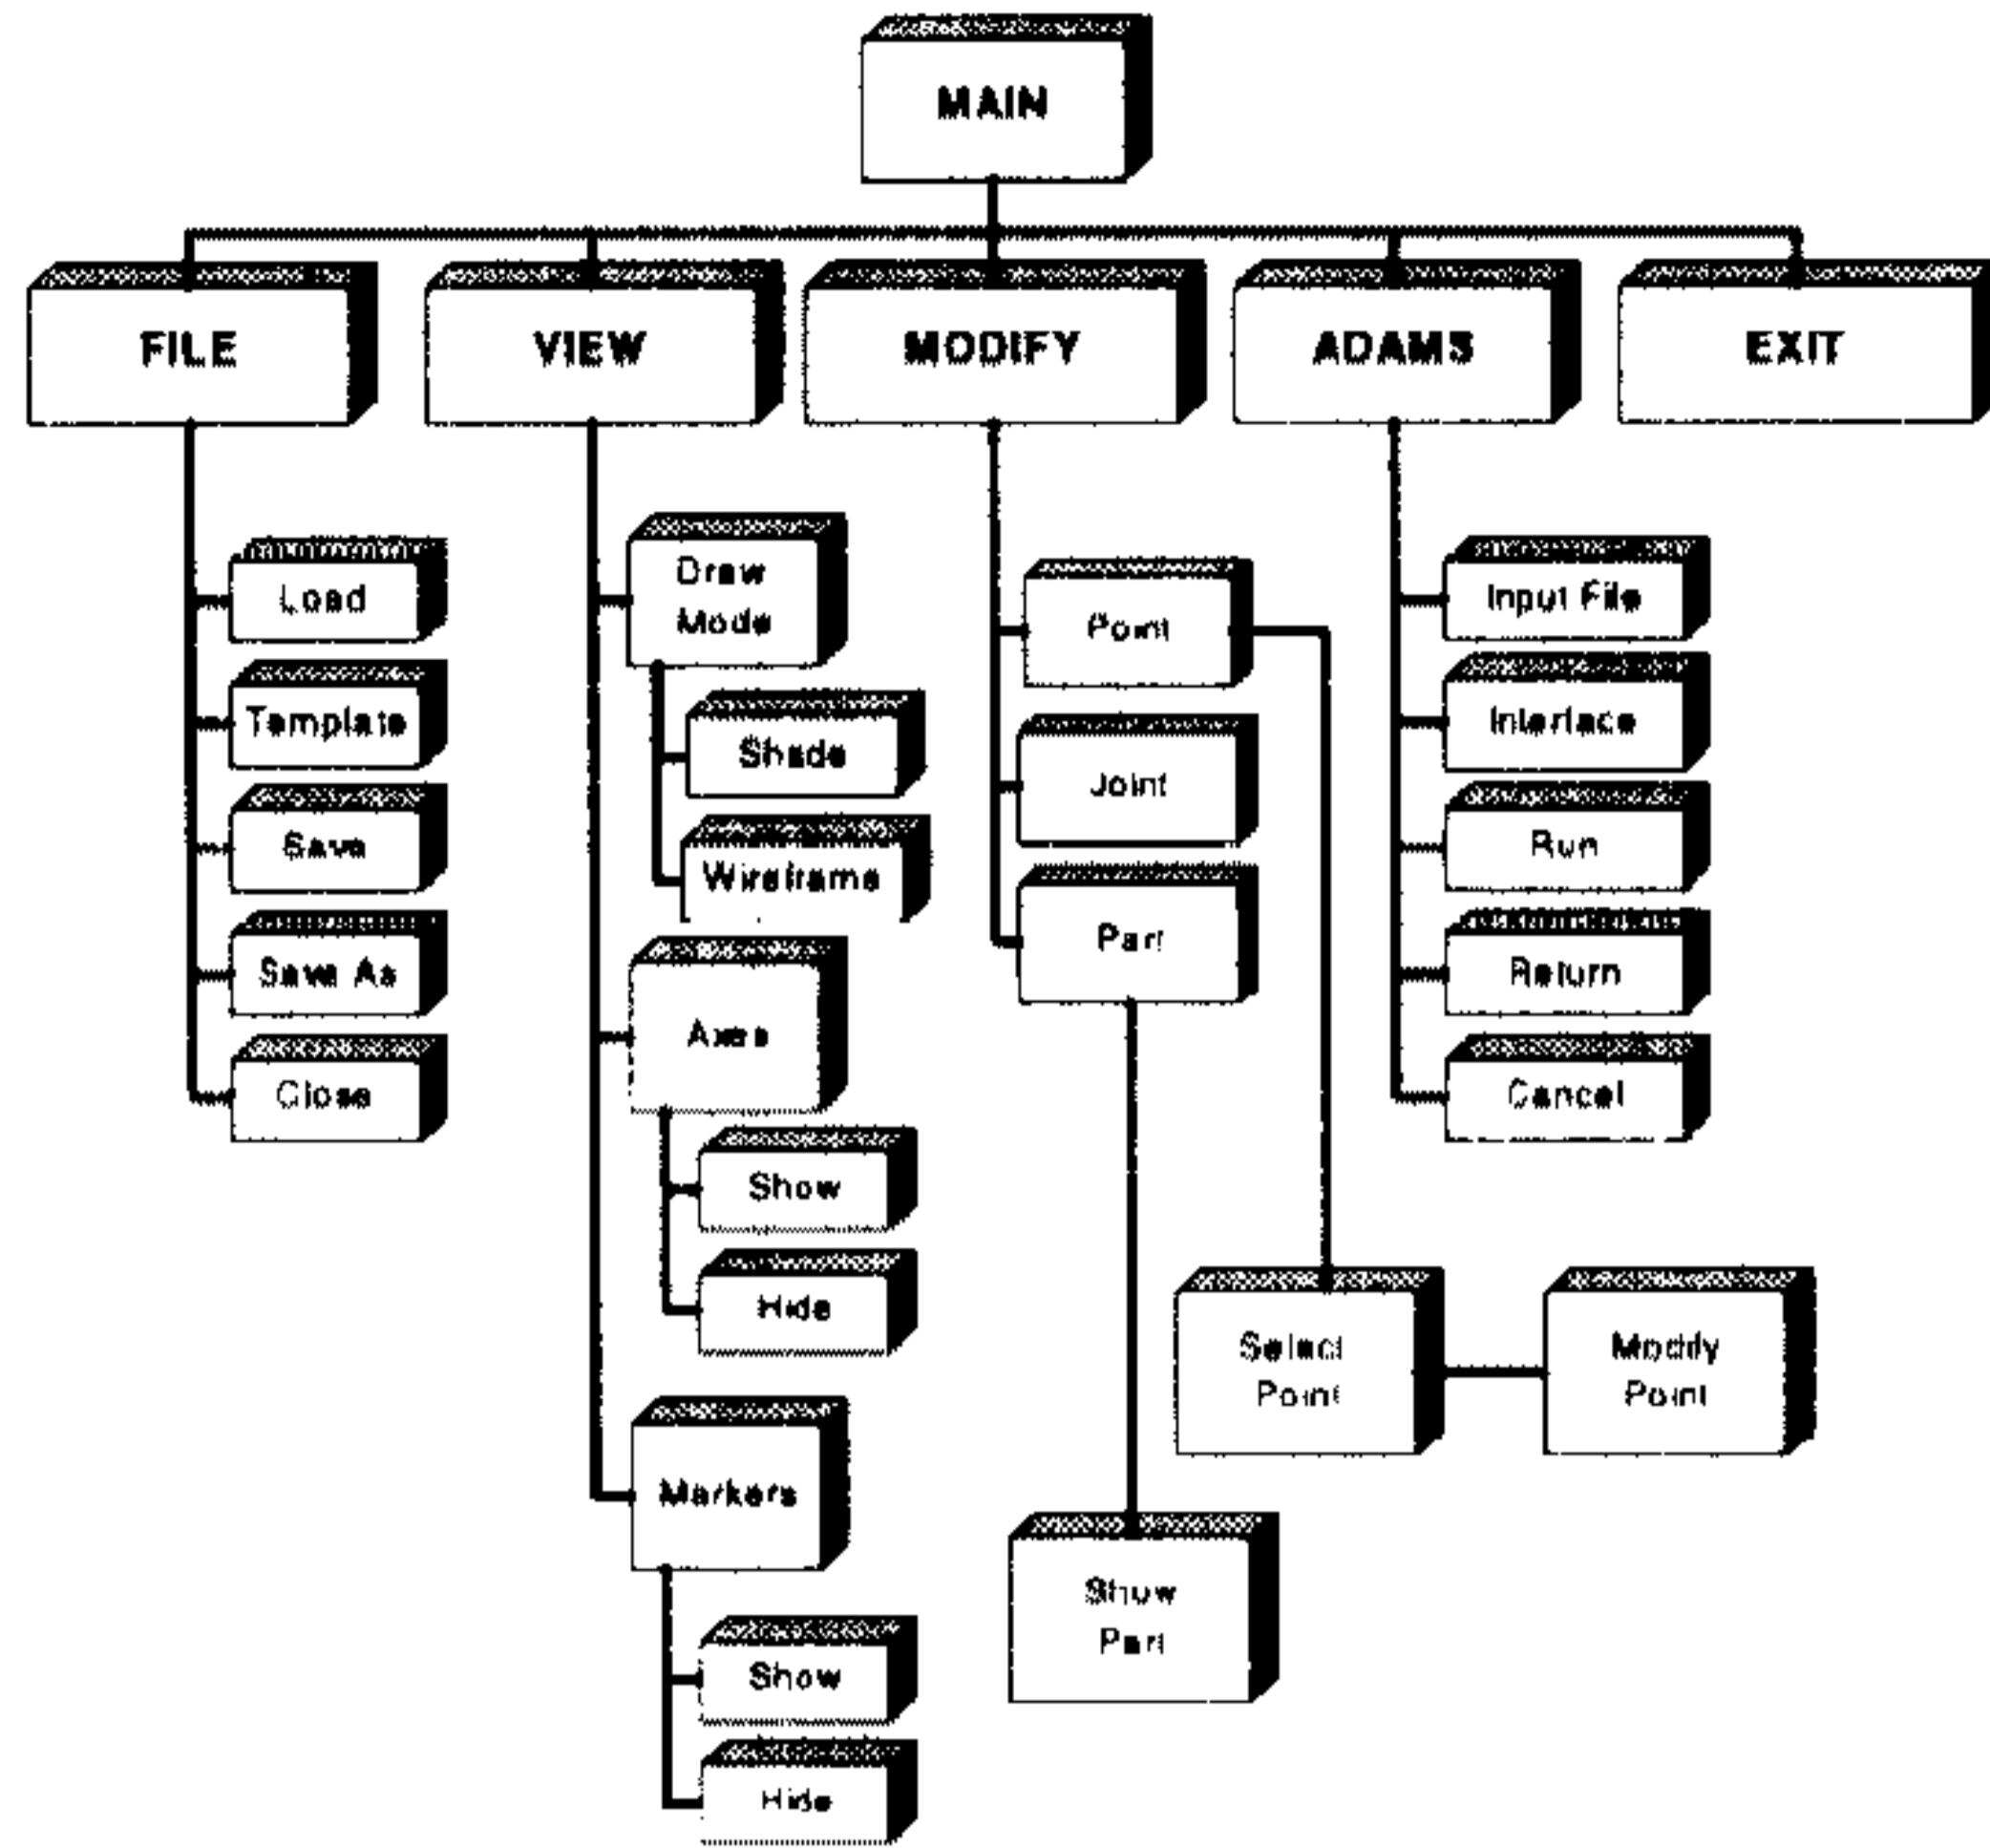 MAIN
FILE
VIEW
MODIFY
ADAMS
EXIT
Load
Template
Save
Save As
Close
Draw
Mode
Shade
Wireframe
Axes
Show
Hide
Markers
Show
Hide
Point
Joint
Part
Select
Point
Modify
Point
Show
Part
Input File
Interface
Run
Return
Cancel